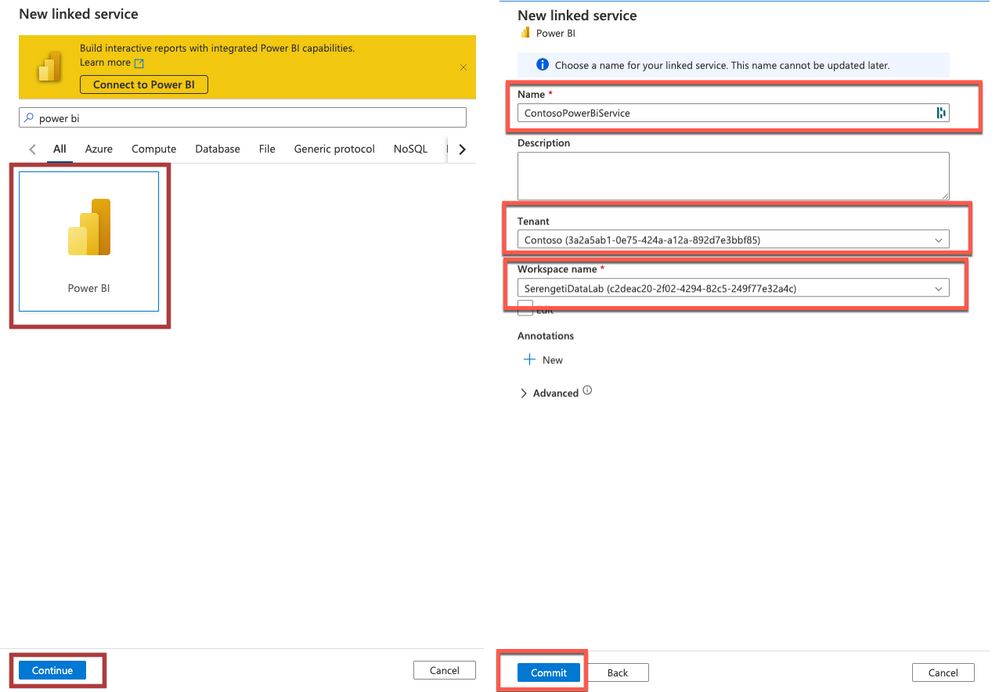 New linked service
Build interactive reports with integrated Power BI capabilities.
Learn more
Connect to Power BI
power bi
All Azure Compute Database File Generic protocol NoSQL
Power BI
Continue Cancel
New linked service
Power BI
Choose a name for your linked service. This name cannot be updated later.
Name *
ContosoPowerBiService
Description
Tenant
Contoso (3a2a5ab1-0e75-424a-a12a-892d7e3bbf85)
Workspace name *
SerengetiDataLab (c2deac20-2f02-4294-82c5-249f77e32a4c)
Edit
Annotations
New
Advanced
Commit Back Cancel